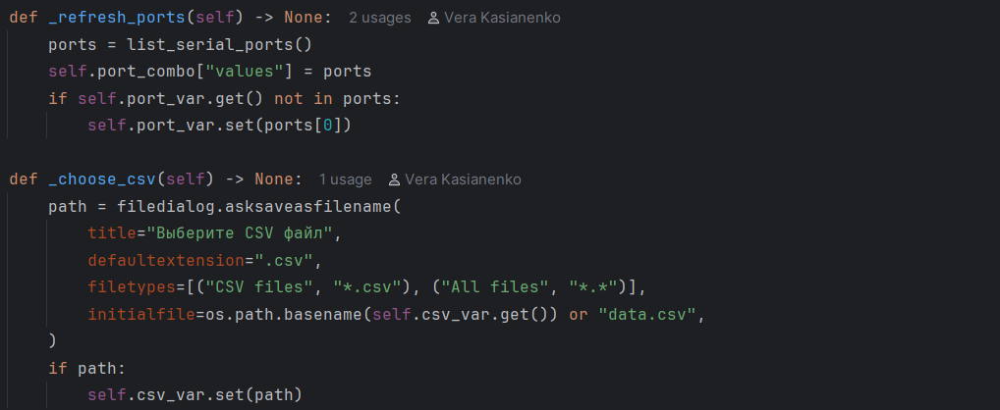 def _refresh_ports(self) -> None: 2 usages Vera Kasianenko
    ports = list_serial_ports()
    self.port_combo["values"] = ports
    if self.port_var.get() not in ports:
        self.port_var.set(ports[0])
def _choose_csv(self) -> None: 1 usage Vera Kasianenko
    path = filedialog.asksaveasfilename(
        title="Выберите CSV файл",
        defaultextension=".csv",
        filetypes=[("CSV files", "*.csv"), ("All files", "*.*")],
        initialfile=os.path.basename(self.csv_var.get()) or "data.csv",
    )
    if path:
        self.csv_var.set(path)